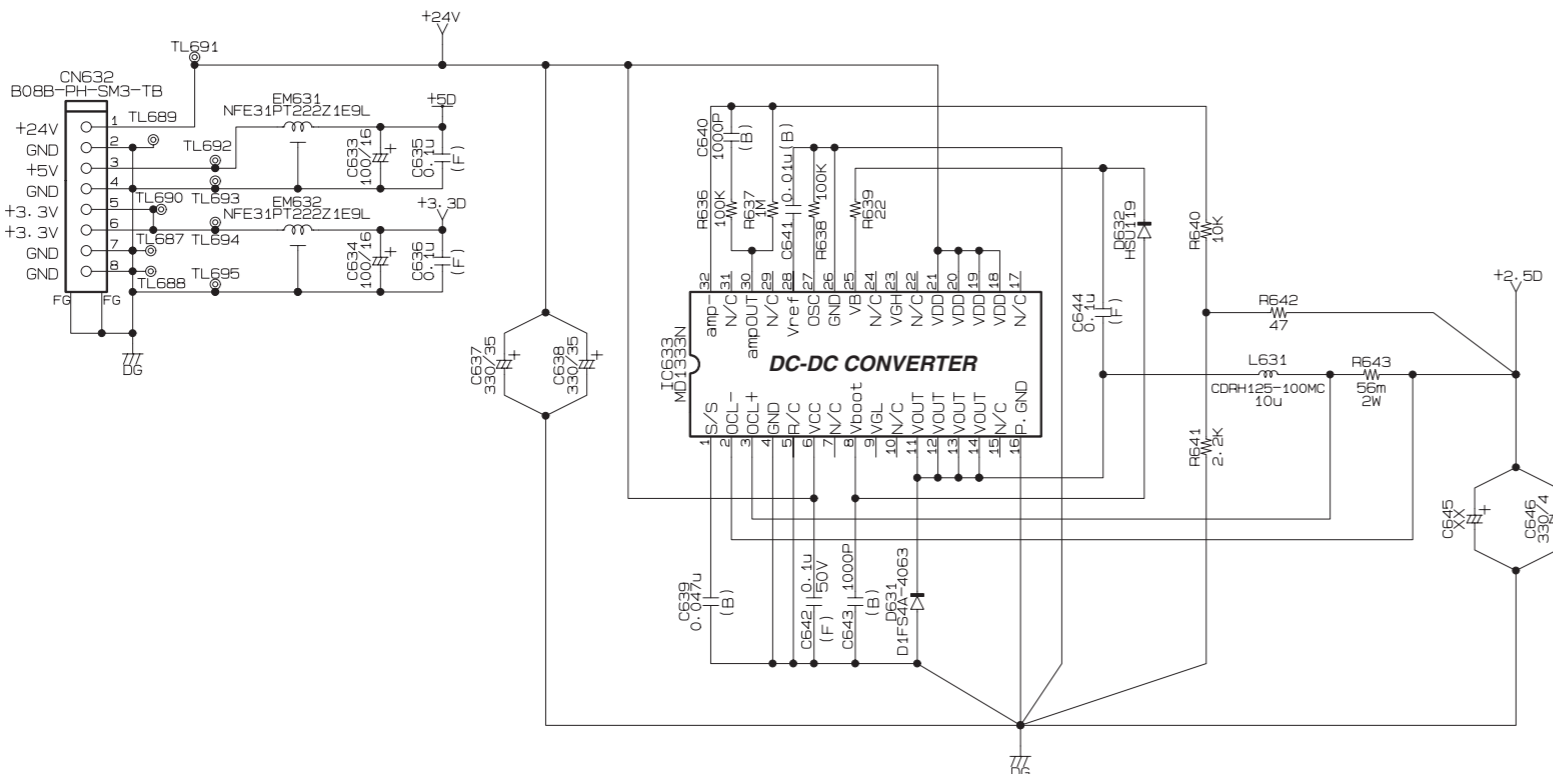 +24V
TL691
CN632
B08B-PH-SM3-TB
+24V
GND
+5V
GND
+3.3V
+3.3V
GND
GND
1
2
3
4
5
6
7
8
FG
FG
DG
TL689
TL692
TL690
TL693
TL687
TL694
TL688
TL695
EM631
NFE31PT222Z1E9L
+5D
C633
100/16
+
C635
0.1u
(F)
EM632
NFE31PT222Z1E9L
+3.3D
C634
100/16
+
C636
0.1u
(F)
C637
330/35
+
C638
330/35
+
C640
1000P
(B)
R636
100K
R637
1M
C641
0.01u(B)
R638
100K
R639
22
D632
HSU119
R640
10K
32
31
30
29
28
27
26
25
24
23
22
21
20
19
18
17
amp-
N/C
ampOUT
N/C
Vref
OSC
GND
VB
N/C
VGH
N/C
VDD
VDD
VDD
VDD
N/C
IC633
MD1333N
DC-DC CONVERTER
S/S
OCL-
OCL+
GND
R/C
VCC
N/C
Vboot
VGL
N/C
VOUT
VOUT
VOUT
VOUT
N/C
P.GND
1
2
3
4
5
6
7
8
9
10
11
12
13
14
15
16
C644
0.1u
(F)
R642
47
+2.5D
L631
CDRH125-100MC
10u
R643
56m
2W
R641
2.2K
C645
XX
+
C646
330/4
C639
0.047u
(B)
C642
0.1u
50V
(F)
C643
1000P
(B)
D631
D1FS4A-4063
DG